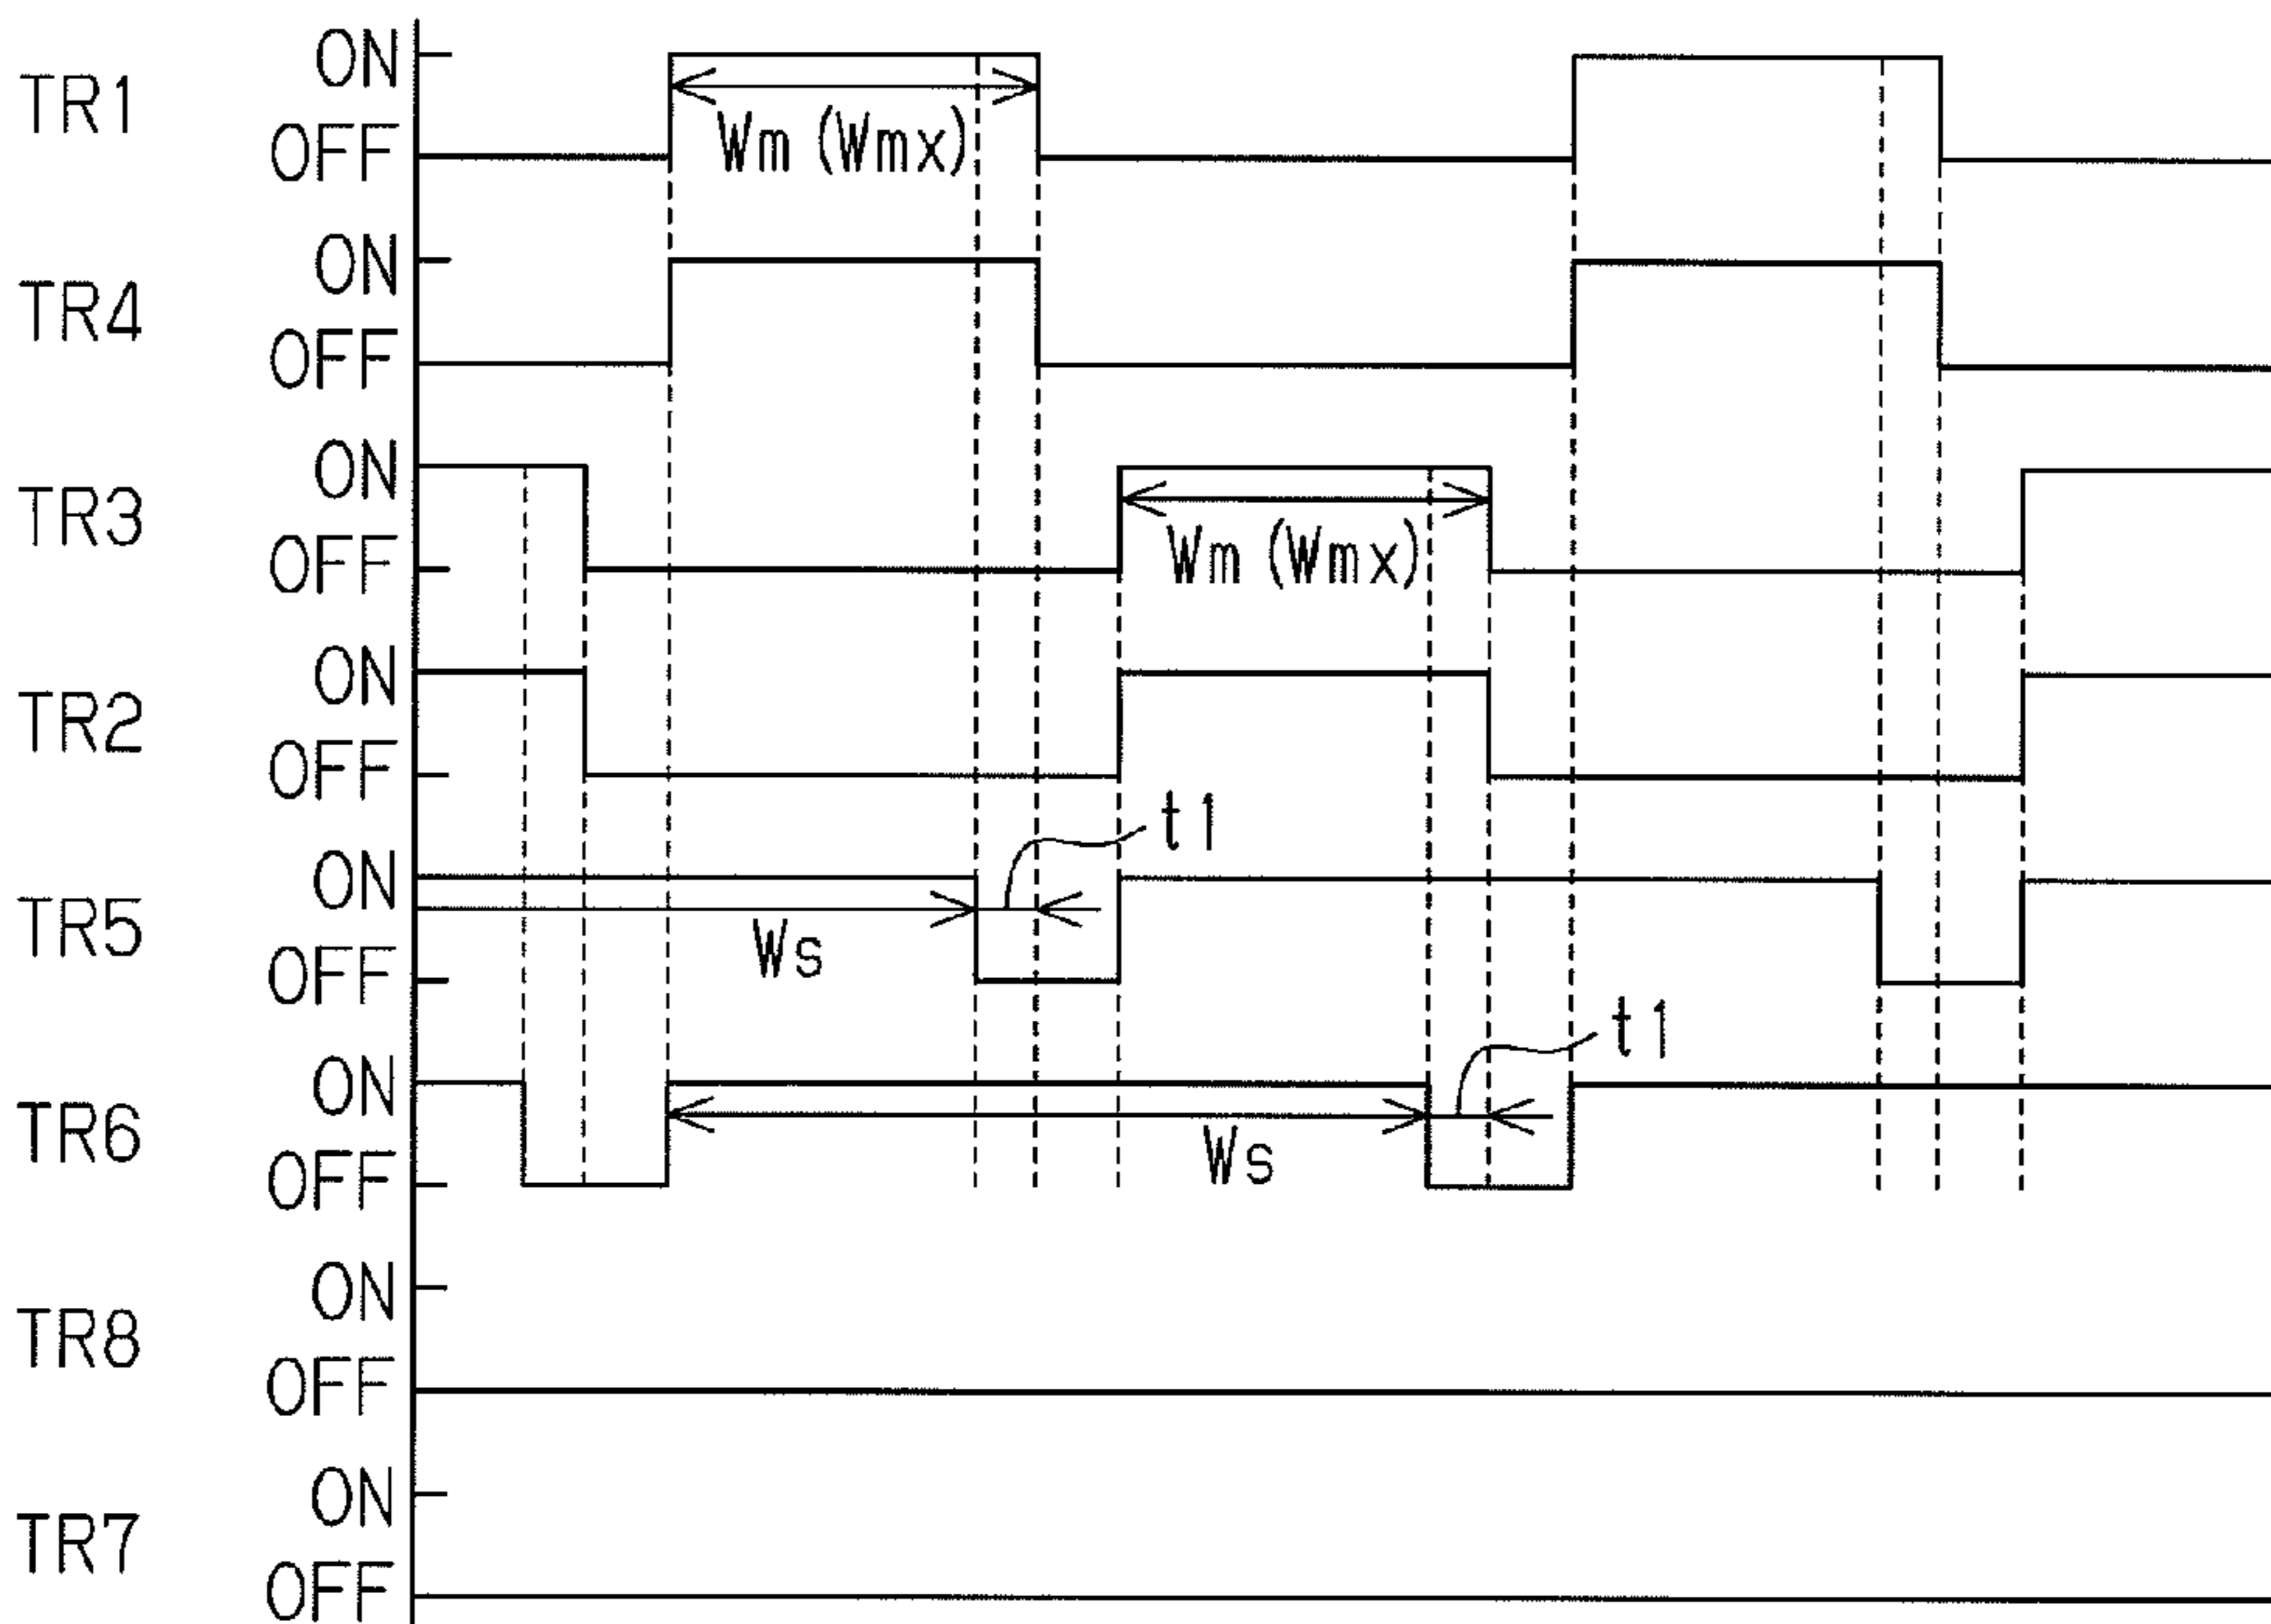 TR1
ON
OFF
Wm (Wmx)
TR4
ON
OFF
TR3
ON
OFF
Wm (Wmx)
TR2
ON
OFF
t1
TR5
ON
OFF
Ws
t1
TR6
ON
OFF
Ws
TR8
ON
OFF
TR7
ON
OFF